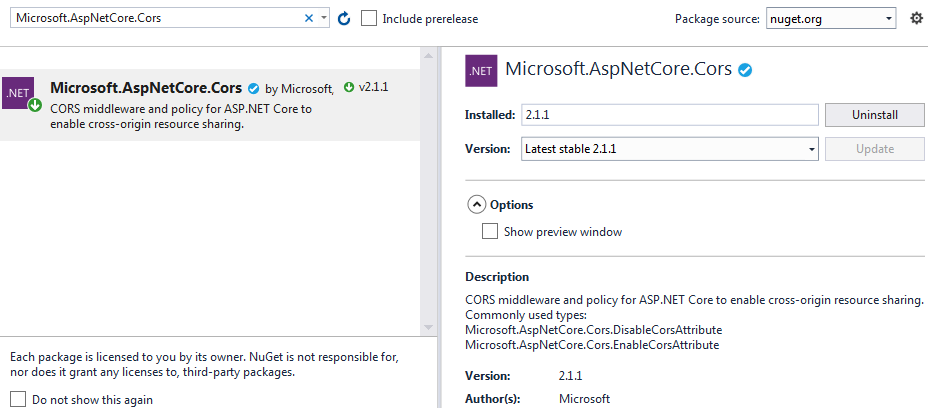 Microsoft.AspNetCore.Cors
Include prerelease
Package source: nuget.org
.NET
Microsoft.AspNetCore.Cors by Microsoft, v2.1.1
CORS middleware and policy for ASP.NET Core to
enable cross-origin resource sharing.
Each package is licensed to you by its owner. NuGet is not responsible for,
nor does it grant any licenses to, third-party packages.
Do not show this again
.NET
Microsoft.AspNetCore.Cors
Installed: 2.1.1 Uninstall
Version: Latest stable 2.1.1 Update
Options
Show preview window
Description
CORS middleware and policy for ASP.NET Core to enable cross-origin resource sharing.
Commonly used types:
Microsoft.AspNetCore.Cors.DisableCorsAttribute
Microsoft.AspNetCore.Cors.EnableCorsAttribute
Version: 2.1.1
Author(s): Microsoft